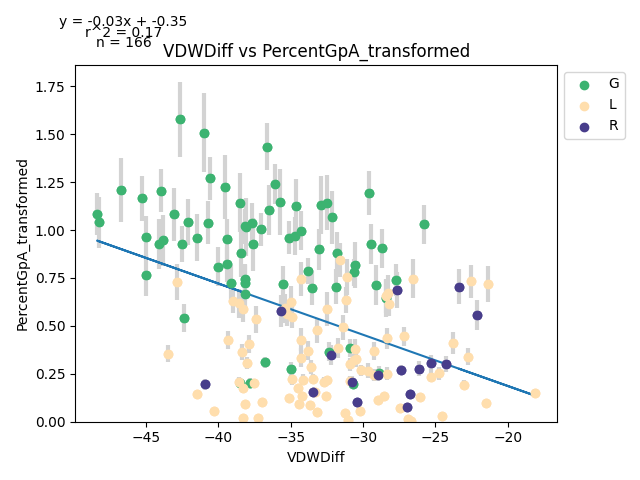 y = -0.03x + -0.35
r^2 = 0.17
n = 166
VDWDiff vs PercentGpA_transformed
G
L
R
PercentGpA_transformed
1.75
1.50
1.25
1.00
0.75
0.50
0.25
0.00
−45 −40 −35 −30 −25 −20
VDWDiff